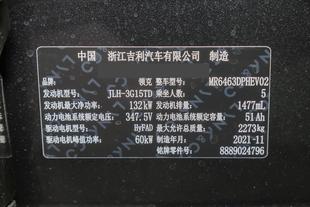 中国 浙江吉利汽车有限公司 制造
品牌 领克 整车型号 MR6463DPHEV02
发动机型号 JLH-3G15TD 乘坐人数 5
发动机最大净功率 132kW 发动机排量 1477mL
动力电池系统额定电压 347.5V 动力电池系统额定容量 51Ah
驱动电机型号 HyFAD 最大允许总质量 2273kg
驱动电机峰值功率 60kW 制造年月 2021-11
铭牌零件号 8889024796